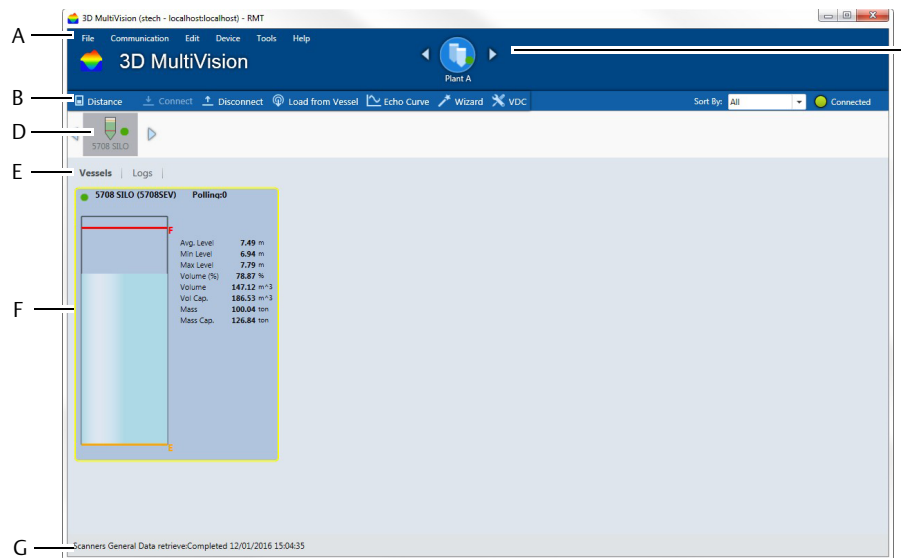 3D MultiVision (stech - localhost:localhost) - RMT
A
File Communication Edit Device Tools Help
3D MultiVision
Plant A
B
Distance Connect Disconnect Load from Vessel Echo Curve Wizard VDC Sort By: All Connected
D
5708 SILO
E
Vessels | Logs |
5708 SILO (5708SEV) Polling:0
F
Avg. Level 7.49 m
Min Level 6.94 m
Max Level 7.79 m
Volume (%) 78.87 %
Volume 147.12 m^3
Vol Cap. 186.53 m^3
F
Mass 100.04 ton
Mass Cap. 126.84 ton
E
G
Scanners General Data retrieve:Completed 12/01/2016 15:04:35